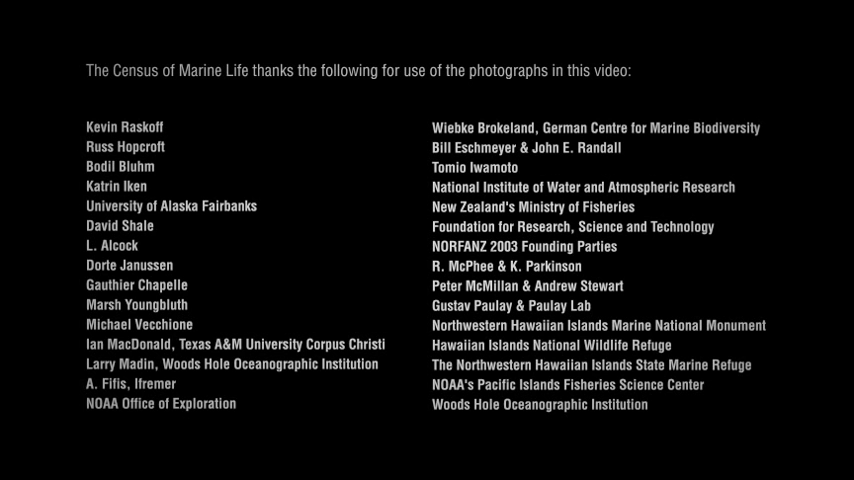 The Census of Marine Life thanks the following for use of the photographs in this video:
Kevin Raskoff
Russ Hopcroft
Bodil Bluhm
Katrin Iken
University of Alaska Fairbanks
David Shale
L. Alcock
Dorte Janussen
Gauthier Chapelle
Marsh Youngbluth
Michael Vecchione
Ian MacDonald, Texas A&M University Corpus Christi
Larry Madin, Woods Hole Oceanographic Institution
A. Fifis, Ifremer
NOAA Office of Exploration
Wiebke Brokeland, German Centre for Marine Biodiversity
Bill Eschmeyer & John E. Randall
Tomio Iwamoto
National Institute of Water and Atmospheric Research
New Zealand's Ministry of Fisheries
Foundation for Research, Science and Technology
NORFANZ 2003 Founding Parties
R. McPhee & K. Parkinson
Peter McMillan & Andrew Stewart
Gustav Paulay & Paulay Lab
Northwestern Hawaiian Islands Marine National Monument
Hawaiian Islands National Wildlife Refuge
The Northwestern Hawaiian Islands State Marine Refuge
NOAA's Pacific Islands Fisheries Science Center
Woods Hole Oceanographic Institution